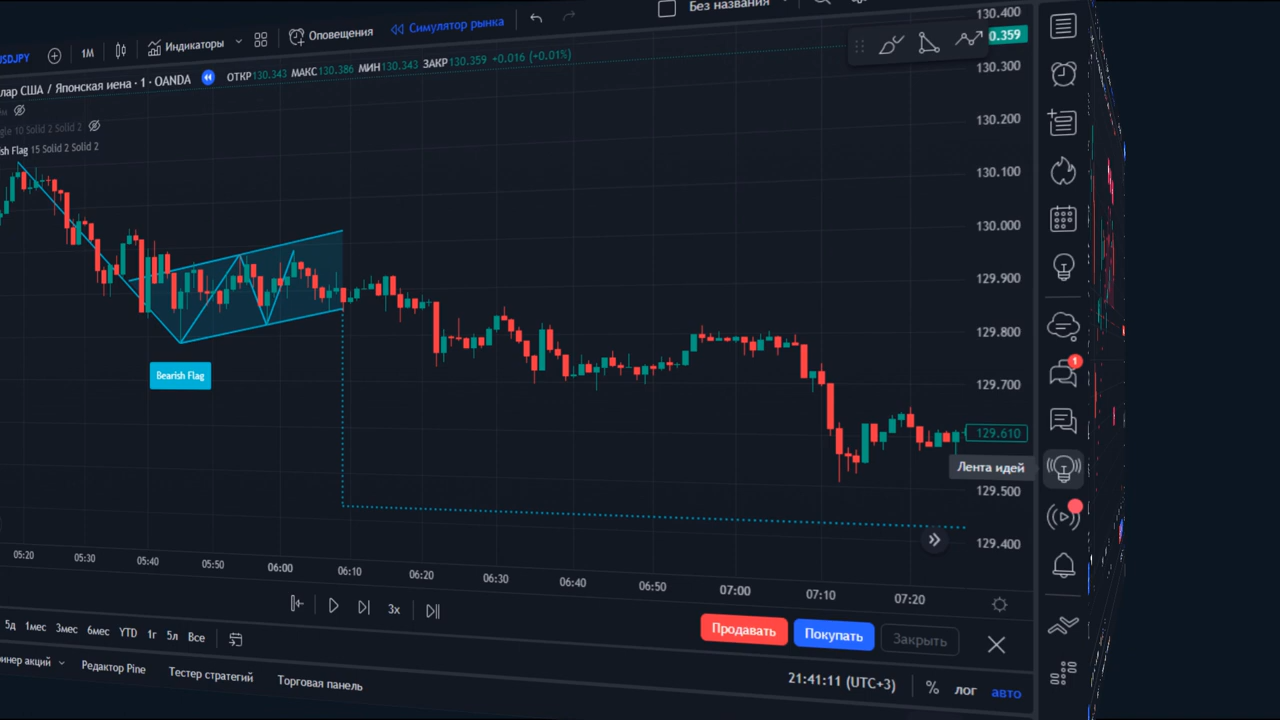 USDJPY 1М Индикаторы Оповещения Симулятор рынка Без названия
лар США / Японская иена · 1 · OANDA ОТКР130.343 МАКС130.386 МИН130.343 ЗАКР130.359 +0.016 (+0.01%)
gle 10 Solid 2 Solid 2
sh Flag 15 Solid 2 Solid 2
130.400
0.359
130.300
130.200
130.100
130.000
129.900
129.800
129.700
129.610
129.500
129.400
1
Bearish Flag
Лента идей
05:20 05:30 05:40 05:50 06:00 06:10 06:20 06:30 06:40 06:50 07:00 07:10 07:20
3x
Продавать Покупать Закрыть
5д 1мес 3мес 6мес YTD 1г 5л Все
21:41:11 (UTC+3) % лог авто
инер акций Редактор Pine Тестер стратегий Торговая панель